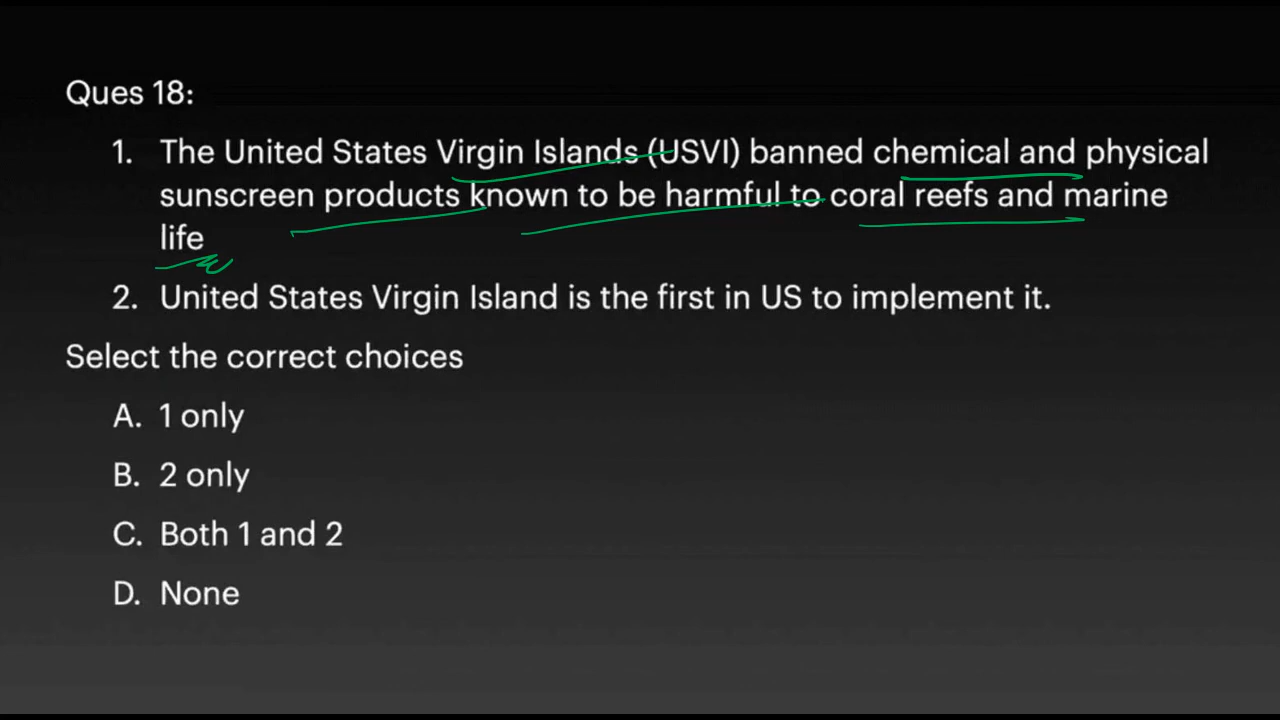 Ques 18:
1. The United States Virgin Islands (USVI) banned chemical and physical
sunscreen products known to be harmful to coral reefs and marine
life
2. United States Virgin Island is the first in US to implement it.
Select the correct choices
A. 1 only
B. 2 only
C. Both 1 and 2
D. None